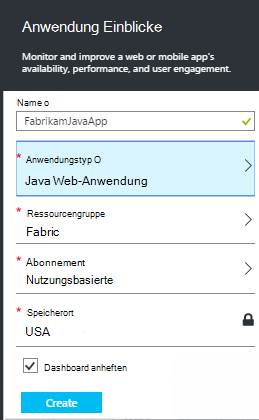 Anwendung Einblicke
Monitor and improve a web or mobile app's
availability, performance, and user engagement.
Name o
FabrikamJavaApp
* Anwendungstyp O
Java Web-Anwendung
* Ressourcengruppe
Fabric
* Abonnement
Nutzungsbasierte
* Speicherort
USA
Dashboard anheften
Create